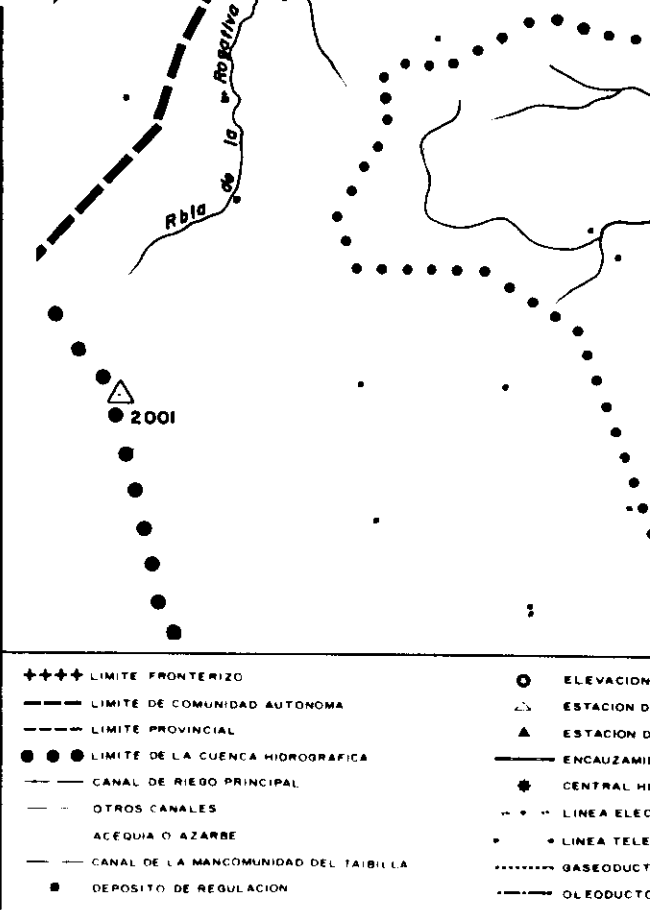 Rbla de la Rogativa
2001
LIMITE FRONTERIZO
LIMITE DE COMUNIDAD AUTONOMA
LIMITE PROVINCIAL
LIMITE DE LA CUENCA HIDROGRAFICA
CANAL DE RIEGO PRINCIPAL
OTROS CANALES
ACEQUIA O AZARBE
CANAL DE LA MANCOMUNIDAD DEL TAIBILLA
DEPOSITO DE REGULACION
ELEVACION
ESTACION D
ESTACION D
ENCAUZAMIE
CENTRAL HI
LINEA ELEC
LINEA TELE
GASEODUCT
OLEODUCTO